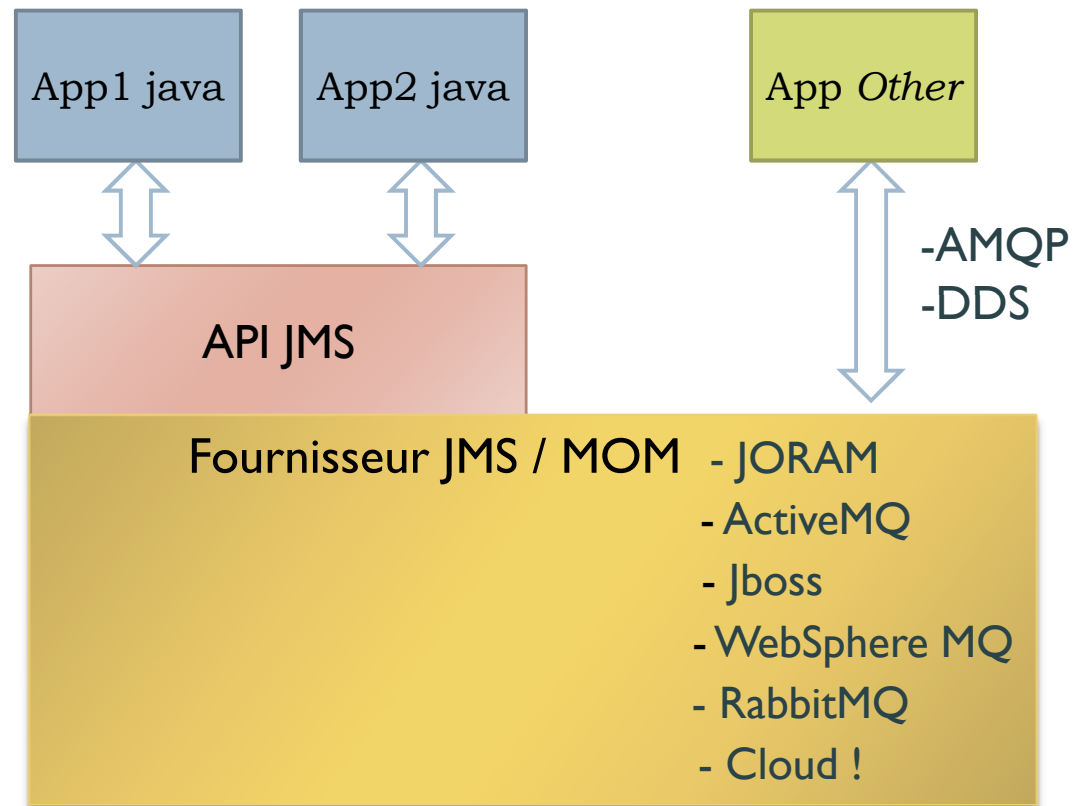 App1 java
App2 java
App Other
-AMQP
-DDS
API JMS
Fournisseur JMS / MOM - JORAM
- ActiveMQ
- Jboss
- WebSphere MQ
- RabbitMQ
- Cloud !